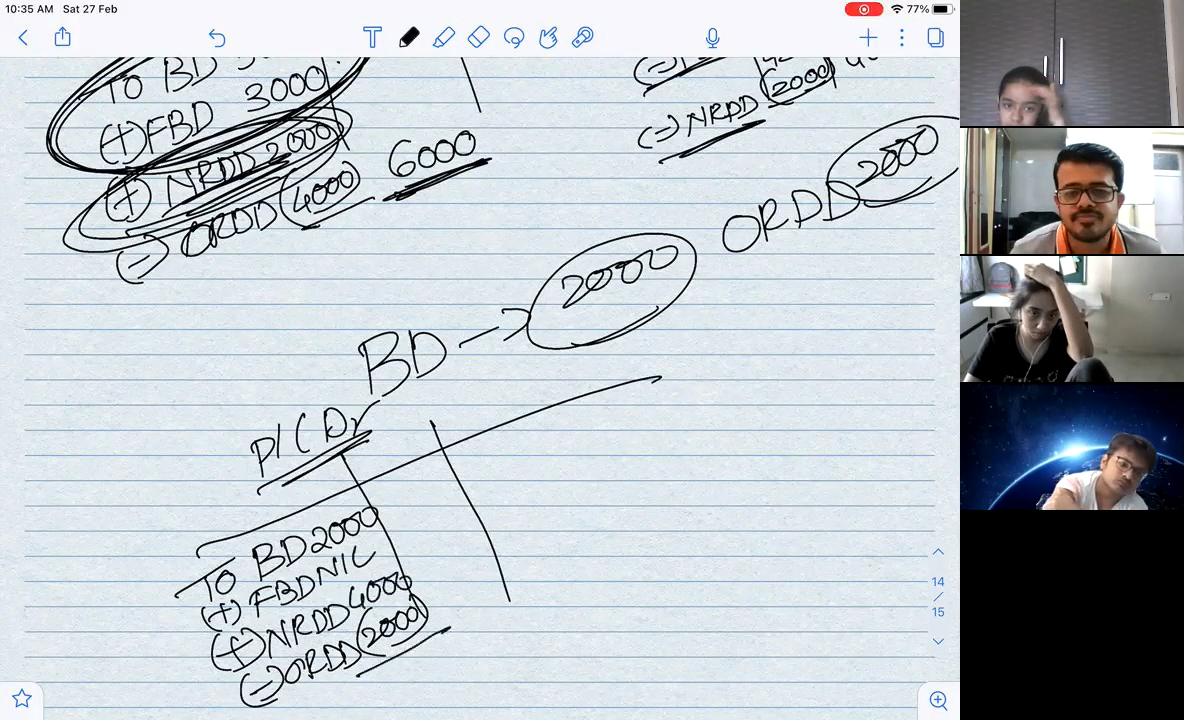 10:35 AM Sat 27 Feb
77%
To BD
(+) FBD 3000
(+) NRDD 2000
(-) ORDD (4000)
6000
(2000)
(-) NRDD
ORDD 2000
BD → 2000
P/L Dr
To BD 2000
(+) FBD NIL
(+) NRDD 4000
(-) ORDD (2000)
14
/
15